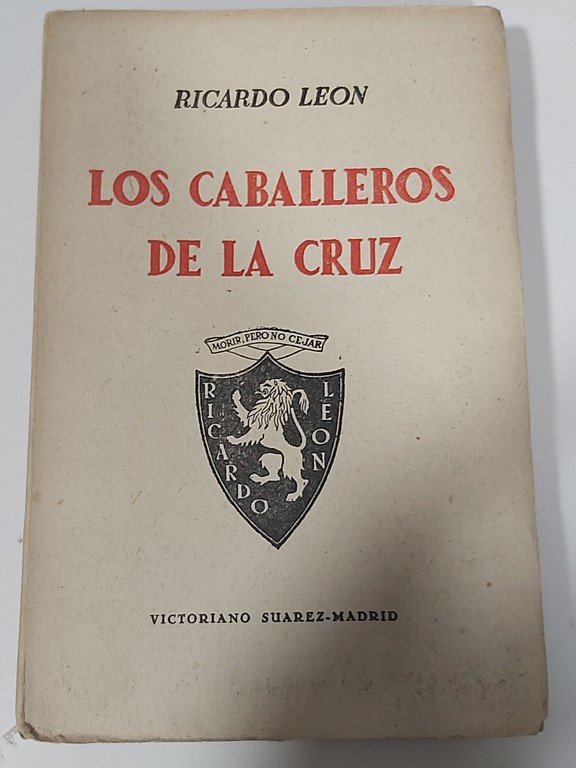 RICARDO LEON
LOS CABALLEROS
DE LA CRUZ
MORIR, PERO NO CEJAR
RICARDO
LEON
VICTORIANO SUAREZ-MADRID